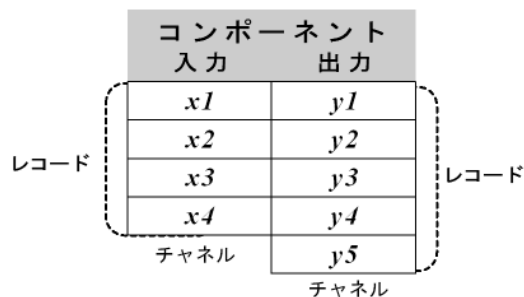 コンポーネント
入力 出力
x1 y1
x2 y2
レコード x3 y3 レコード
x4 y4
チャネル y5
チャネル